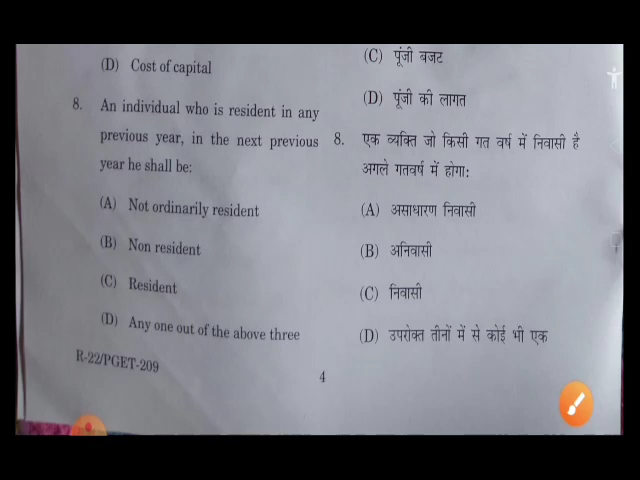 (D) Cost of capital
8. An individual who is resident in any
previous year, in the next previous
year he shall be:
(A) Not ordinarily resident
(B) Non resident
(C) Resident
(D) Any one out of the above three
R-22/PGET-209
(C) पूंजी बजट
(D) पूंजी की लागत
8. एक व्यक्ति जो किसी गत वर्ष में निवासी है
अगले गतवर्ष में होगा:
(A) असाधारण निवासी
(B) अनिवासी
(C) निवासी
(D) उपरोक्त तीनों में से कोई भी एक
4